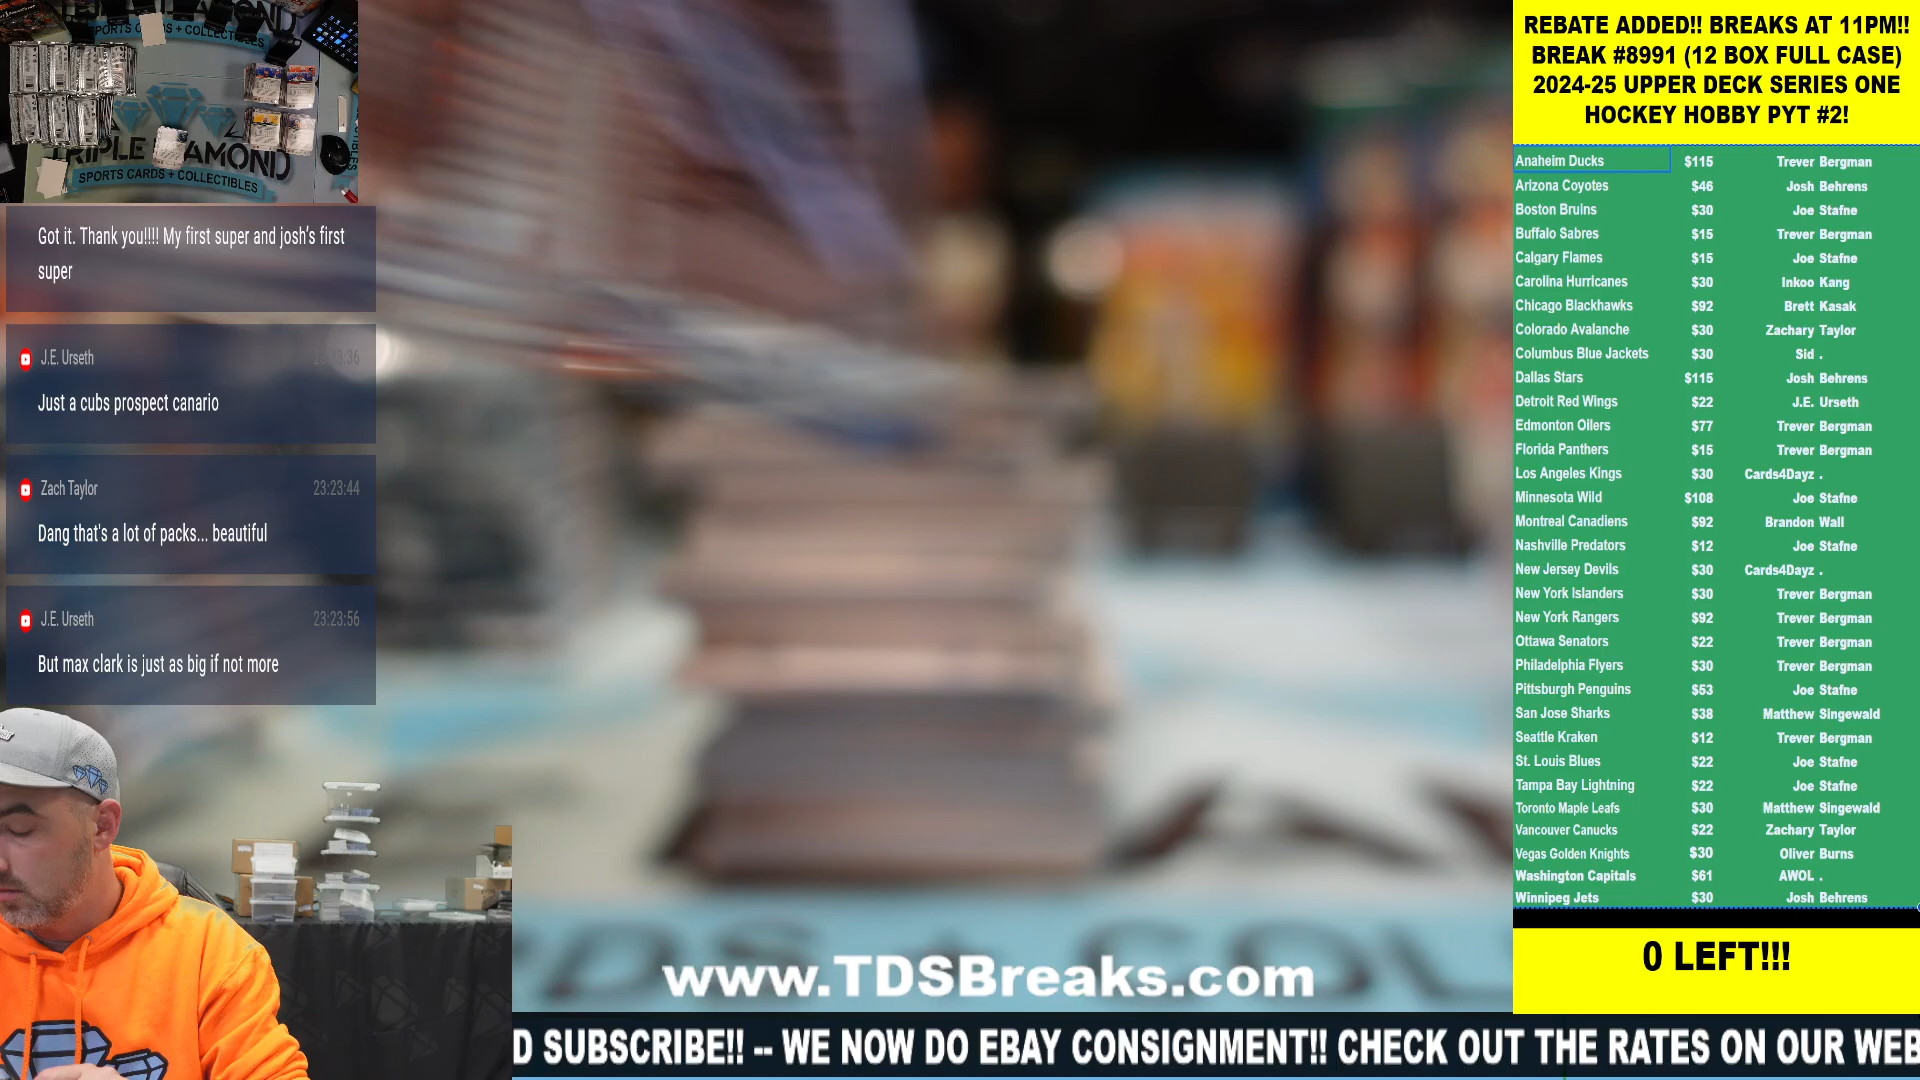 SPORTS CARDS + COLLECTIBLES
TRIPLE DIAMOND
SPORTS CARDS + COLLECTIBLES
Got it. Thank you!!!! My first super and josh's first
super
J.E. Urseth
Just a cubs prospect canario
Zach Taylor 23:23:44
Dang that's a lot of packs... beautiful
J.E. Urseth 23:23:56
But max clark is just as big if not more
www.TDSBreaks.com
D SUBSCRIBE!! -- WE NOW DO EBAY CONSIGNMENT!! CHECK OUT THE RATES ON OUR WEB
REBATE ADDED!! BREAKS AT 11PM!!
BREAK #8991 (12 BOX FULL CASE)
2024-25 UPPER DECK SERIES ONE
HOCKEY HOBBY PYT #2!
Anaheim Ducks $115 Trever Bergman
Arizona Coyotes $46 Josh Behrens
Boston Bruins $30 Joe Stafne
Buffalo Sabres $15 Trever Bergman
Calgary Flames $15 Joe Stafne
Carolina Hurricanes $30 Inkoo Kang
Chicago Blackhawks $92 Brett Kasak
Colorado Avalanche $30 Zachary Taylor
Columbus Blue Jackets $30 Sid .
Dallas Stars $115 Josh Behrens
Detroit Red Wings $22 J.E. Urseth
Edmonton Oilers $77 Trever Bergman
Florida Panthers $15 Trever Bergman
Los Angeles Kings $30 Cards4Dayz .
Minnesota Wild $108 Joe Stafne
Montreal Canadiens $92 Brandon Wall
Nashville Predators $12 Joe Stafne
New Jersey Devils $30 Cards4Dayz .
New York Islanders $30 Trever Bergman
New York Rangers $92 Trever Bergman
Ottawa Senators $22 Trever Bergman
Philadelphia Flyers $30 Trever Bergman
Pittsburgh Penguins $53 Joe Stafne
San Jose Sharks $38 Matthew Singewald
Seattle Kraken $12 Trever Bergman
St. Louis Blues $22 Joe Stafne
Tampa Bay Lightning $22 Joe Stafne
Toronto Maple Leafs $30 Matthew Singewald
Vancouver Canucks $22 Zachary Taylor
Vegas Golden Knights $30 Oliver Burns
Washington Capitals $61 AWOL .
Winnipeg Jets $30 Josh Behrens
0 LEFT!!!